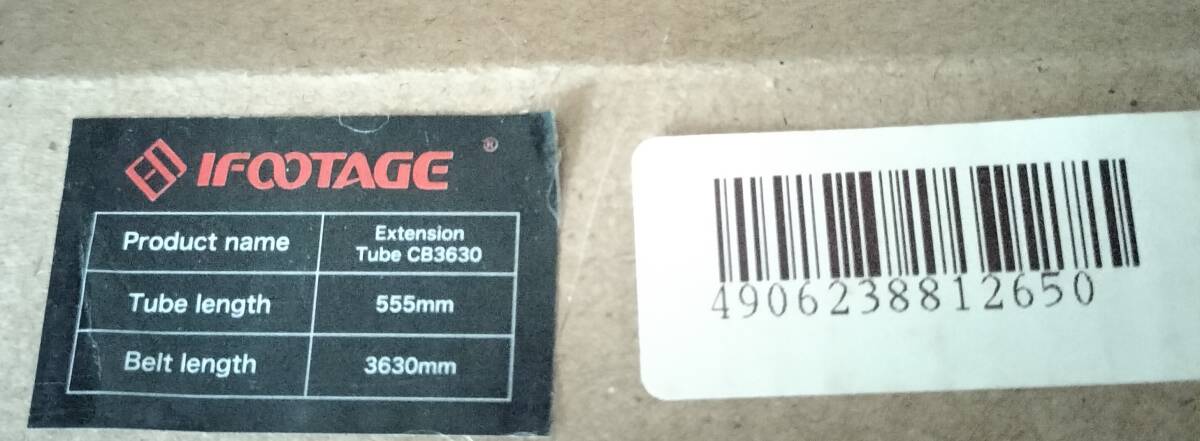 IFOOTAGE ®
Product name
Extension
Tube CB3630
Tube length
555mm
Belt length
3630mm
4906238812650